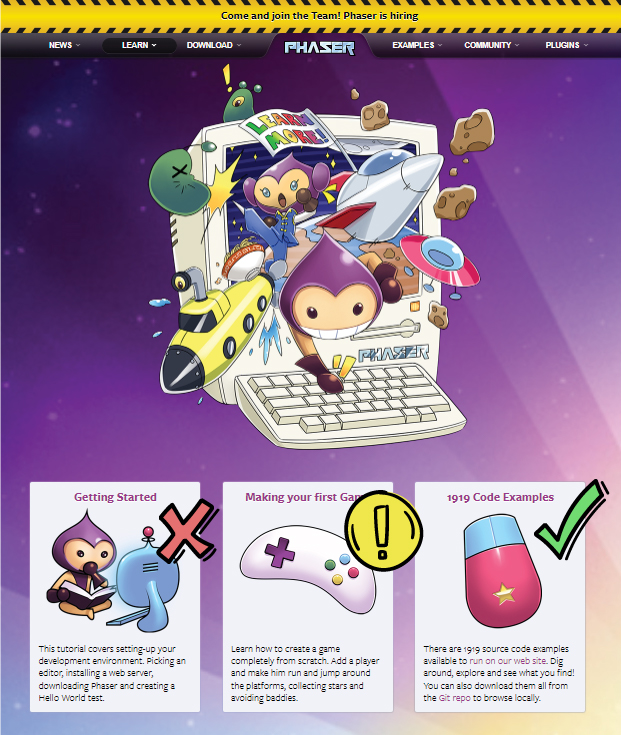 Come and join the Team! Phaser is hiring
NEWS LEARN DOWNLOAD PHASER EXAMPLES COMMUNITY PLUGINS
LEARN
MORE!
PHASER
Getting Started
This tutorial covers setting-up your
development environment. Picking an
editor, installing a web server,
downloading Phaser and creating a
Hello World test.
Making your first Gam
Learn how to create a game
completely from scratch. Add a player
and make him run and jump around
the platforms, collecting stars and
avoiding baddies.
1919 Code Examples
There are 1919 source code examples
available to run on our web site. Dig
around, explore and see what you find!
You can also download them all from
the Git repo to browse locally.